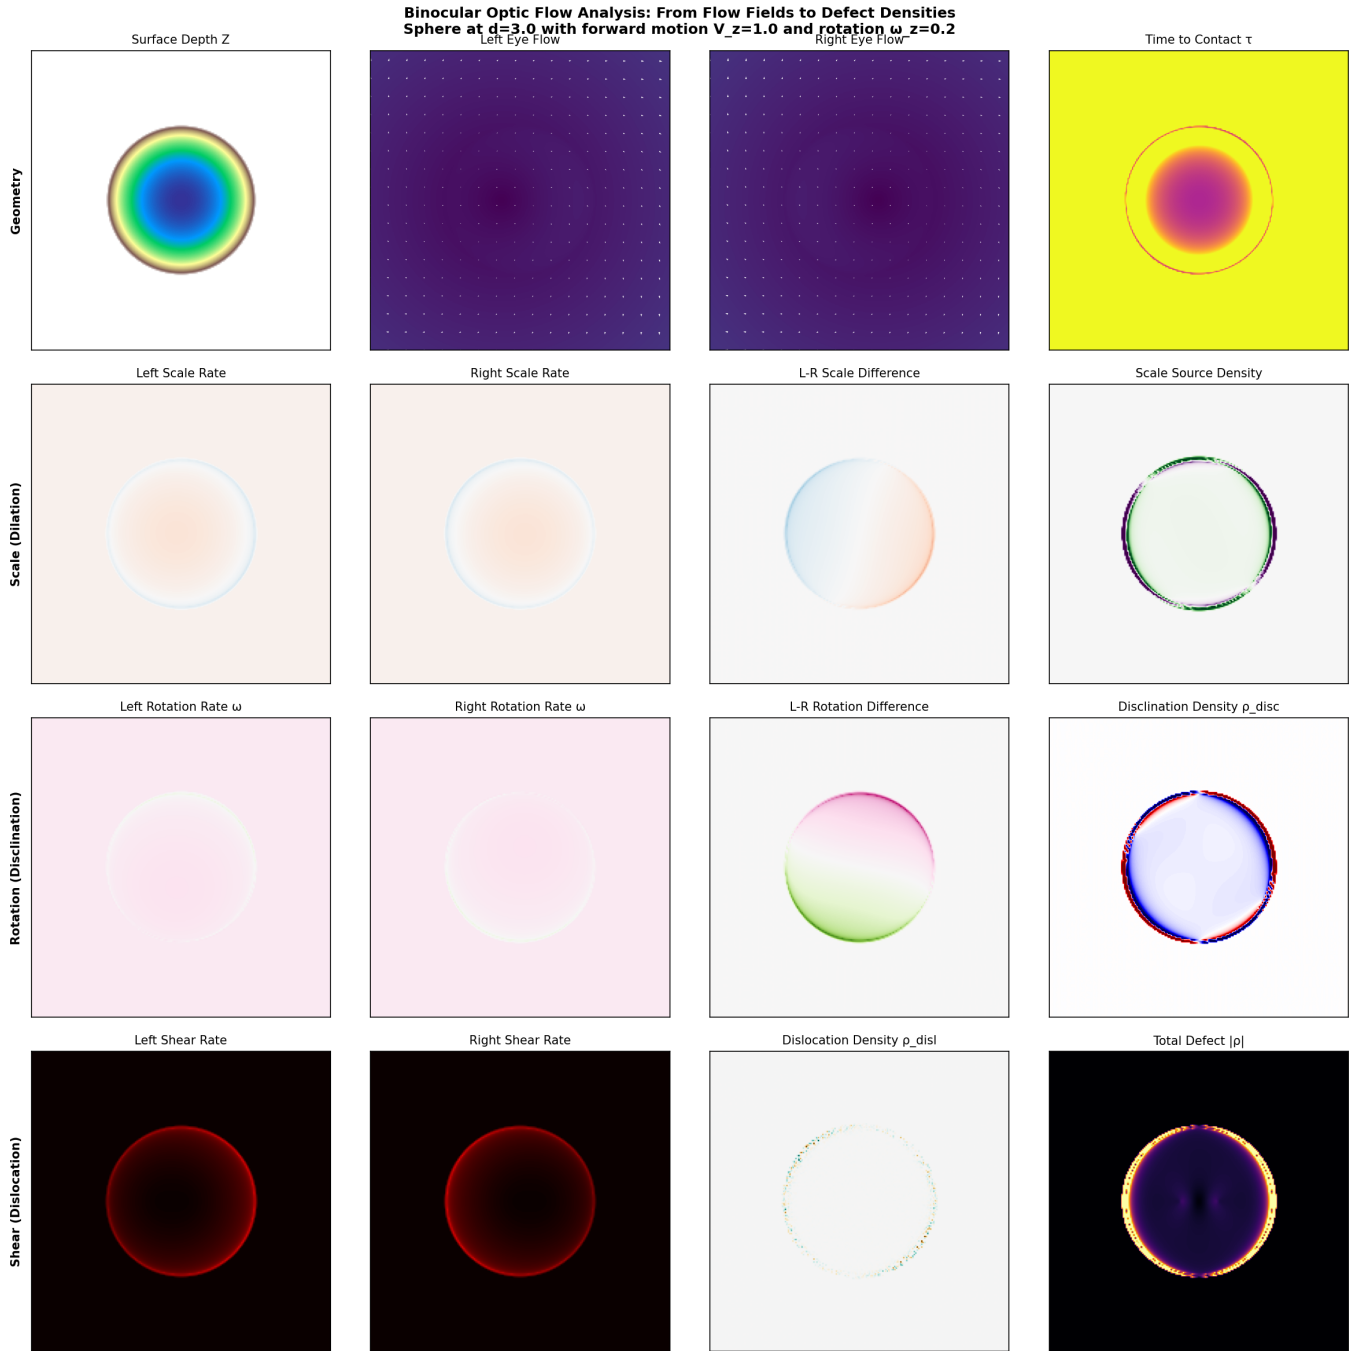 Binocular Optic Flow Analysis: From Flow Fields to Defect Densities
Sphere at d=3.0 with forward motion V_z=1.0 and rotation ω_z=0.2
Surface Depth Z
Left Eye Flow
Right Eye Flow
Time to Contact τ
Geometry
Left Scale Rate
Right Scale Rate
L-R Scale Difference
Scale Source Density
Scale (Dilation)
Left Rotation Rate ω
Right Rotation Rate ω
L-R Rotation Difference
Disclination Density ρ_disc
Rotation (Disclination)
Left Shear Rate
Right Shear Rate
Dislocation Density ρ_disl
Total Defect |ρ|
Shear (Dislocation)